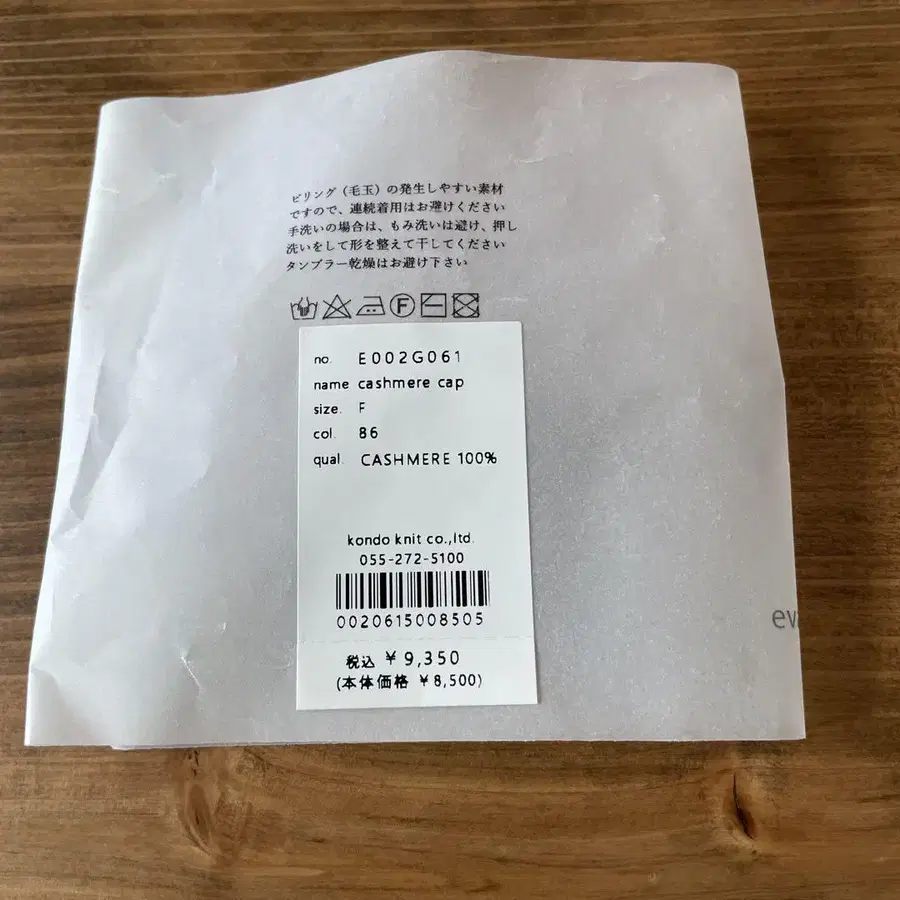 ピリング（毛玉）の発生しやすい素材
ですので、連続着用はお避けください
手洗いの場合は、もみ洗いは避け、押し
洗いをして形を整えて干してください
タンブラー乾燥はお避け下さい
F
no. E002G061
name cashmere cap
size. F
col. 86
qual. CASHMERE 100%
kondo knit co.,ltd.
055-272-5100
0020615008505
税込 ¥9,350
(本体価格 ¥8,500)